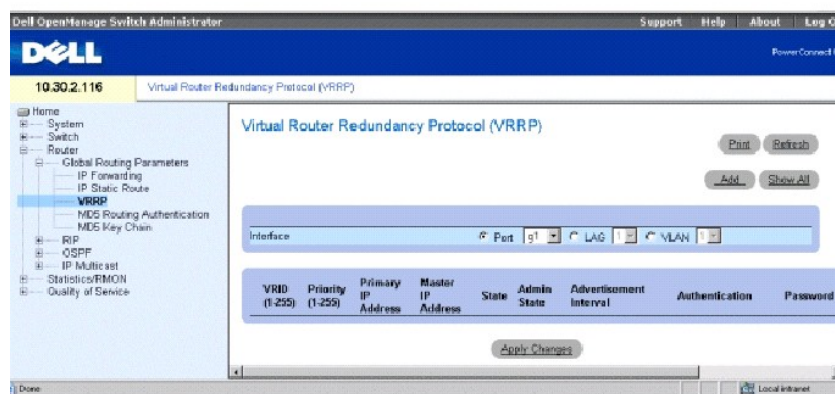 Dell OpenManage Switch Administrator
Support Help About Log
DELL
PowerConnect
10.30.2.116
Virtual Router Redundancy Protocol (VRRP)
Home
System
Switch
Router
Global Routing Parameters
IP Forwarding
IP Static Route
VRRP
MD5 Routing Authentication
MD5 Key Chain
RIP
OSPF
IP Multicast
Statistics/RMON
Quality of Service
Virtual Router Redundancy Protocol (VRRP)
Print Refresh
Add Show All
Interface Port g1 LAG 1 VLAN 1
VRID (1-255) Priority (1-255) Primary IP Address Master IP Address State Admin State Advertisement Interval Authentication Password
Apply Changes
Done
Local intranet